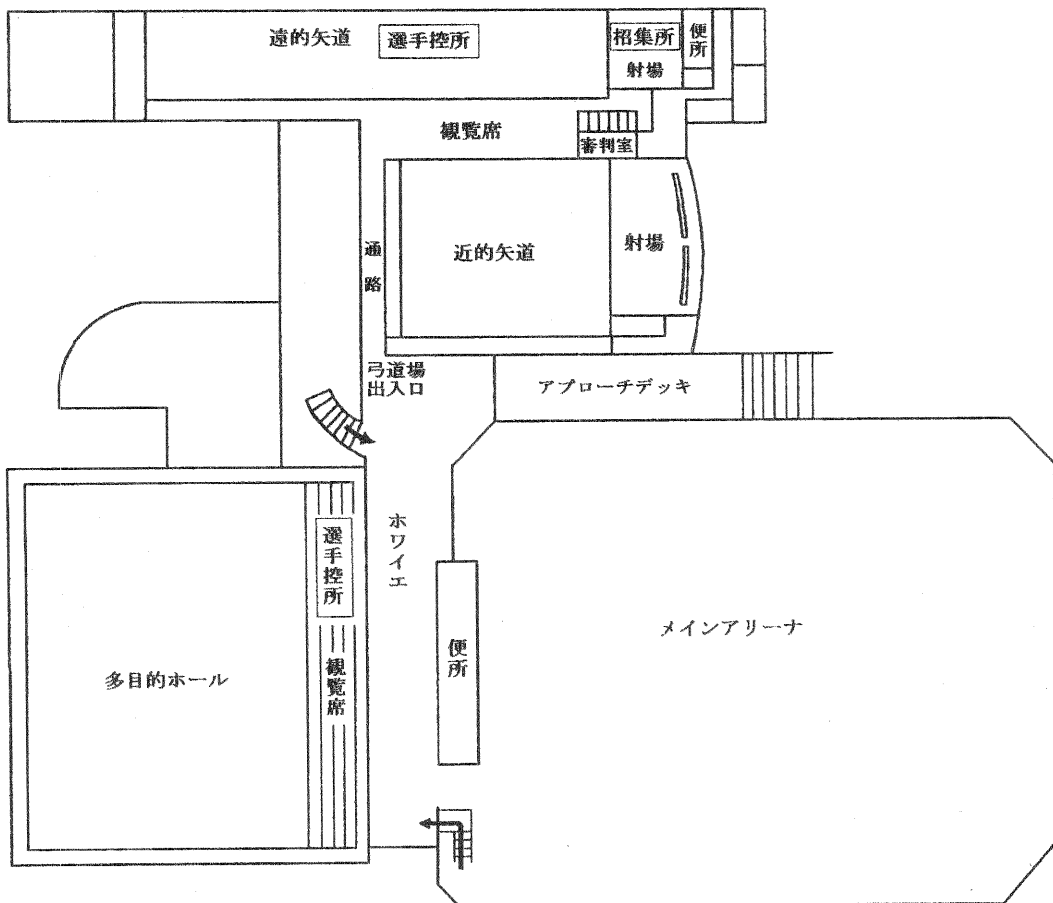 遠的矢道
選手控所
招集所
便所
射場
観覧席
審判室
通路
近的矢道
射場
弓道場
出入口
アプローチデッキ
ホワイエ
選手控所
便所
メインアリーナ
多目的ホール
観覧席